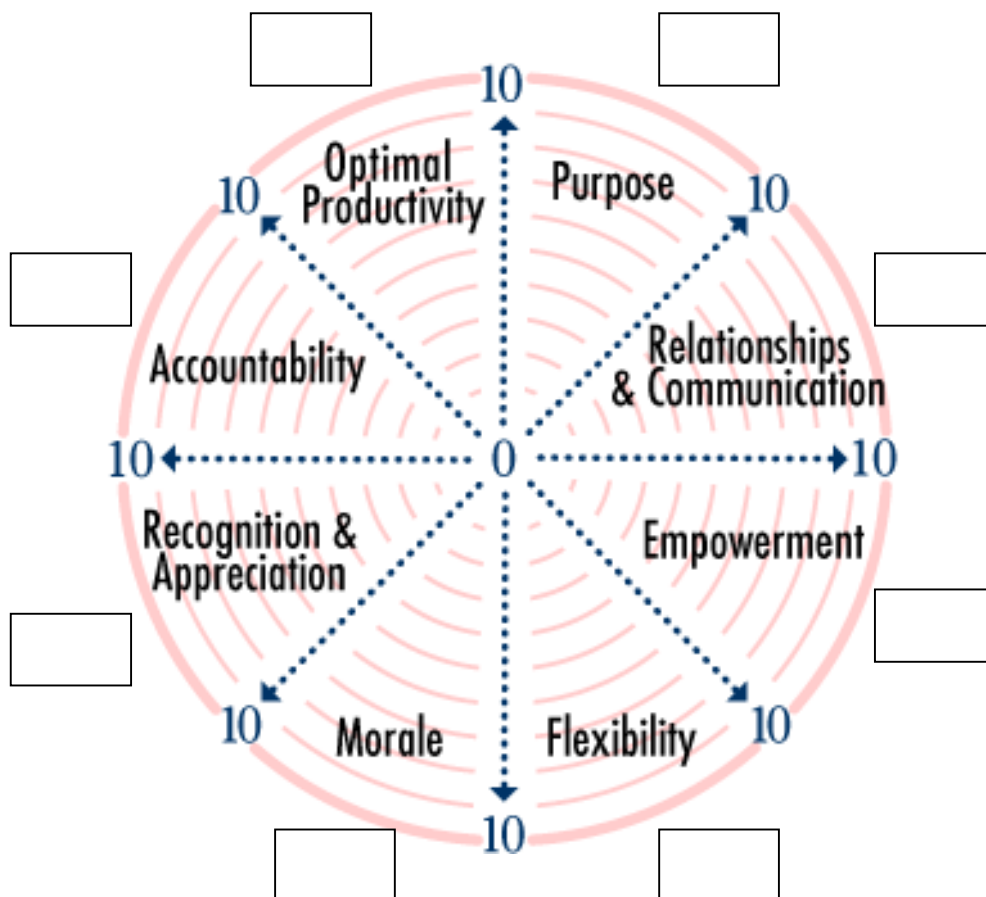 10
Optimal
Productivity
Purpose
10
10
Accountability
Relationships
& Communication
10
0
10
Recognition &
Appreciation
Empowerment
10
10
Morale
Flexibility
10